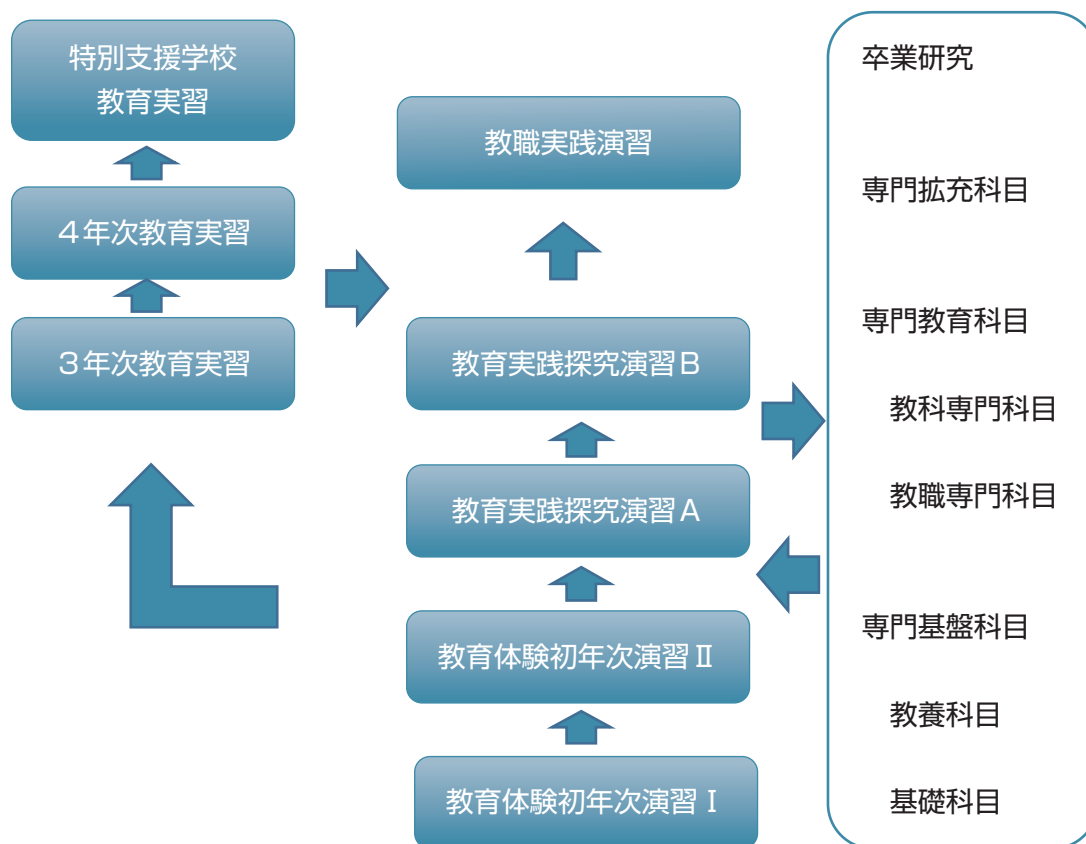 特別支援学校
教育実習
4年次教育実習
3年次教育実習
教職実践演習
教育実践探究演習B
教育実践探究演習A
教育体験初年次演習Ⅱ
教育体験初年次演習Ⅰ
卒業研究
専門拡充科目
専門教育科目
教科専門科目
教職専門科目
専門基盤科目
教養科目
基礎科目